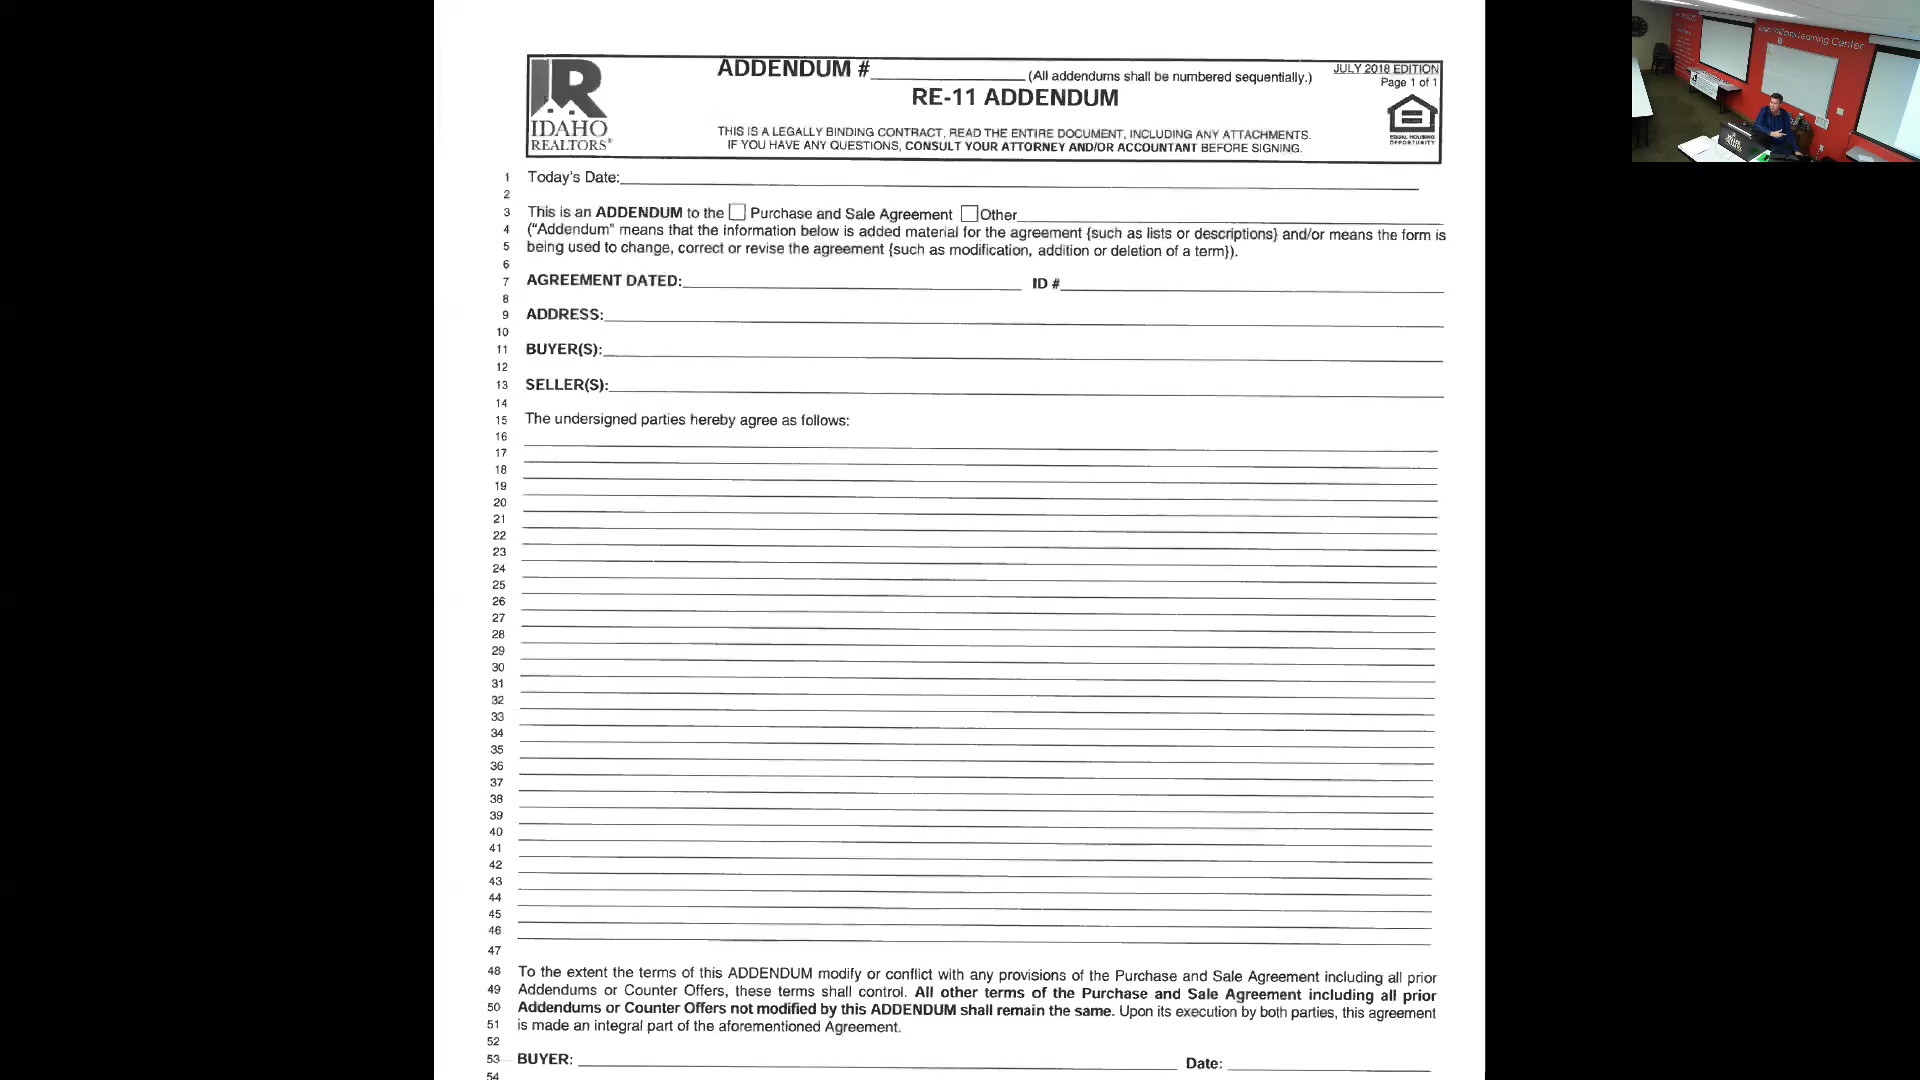 ADDENDUM #____________ (All addendums shall be numbered sequentially.)
JULY 2018 EDITION
Page 1 of 1
RE-11 ADDENDUM
IDAHO
REALTORS®
THIS IS A LEGALLY BINDING CONTRACT, READ THE ENTIRE DOCUMENT, INCLUDING ANY ATTACHMENTS.
IF YOU HAVE ANY QUESTIONS, CONSULT YOUR ATTORNEY AND/OR ACCOUNTANT BEFORE SIGNING.
EQUAL HOUSING
OPPORTUNITY
1 Today's Date:
2
3 This is an ADDENDUM to the ☐ Purchase and Sale Agreement ☐ Other
4 ("Addendum" means that the information below is added material for the agreement {such as lists or descriptions} and/or means the form is
5 being used to change, correct or revise the agreement {such as modification, addition or deletion of a term}).
6
7 AGREEMENT DATED: ID #
8
9 ADDRESS:
10
11 BUYER(S):
12
13 SELLER(S):
14
15 The undersigned parties hereby agree as follows:
16
17
18
19
20
21
22
23
24
25
26
27
28
29
30
31
32
33
34
35
36
37
38
39
40
41
42
43
44
45
46
47
48 To the extent the terms of this ADDENDUM modify or conflict with any provisions of the Purchase and Sale Agreement including all prior
49 Addendums or Counter Offers, these terms shall control. All other terms of the Purchase and Sale Agreement including all prior
50 Addendums or Counter Offers not modified by this ADDENDUM shall remain the same. Upon its execution by both parties, this agreement
51 is made an integral part of the aforementioned Agreement.
52
53 BUYER: Date:
54
Learning Center